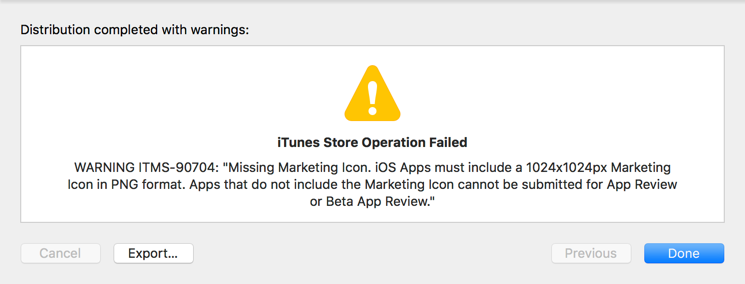 Distribution completed with warnings:
iTunes Store Operation Failed
WARNING ITMS-90704: "Missing Marketing Icon. iOS Apps must include a 1024x1024px Marketing
Icon in PNG format. Apps that do not include the Marketing Icon cannot be submitted for App Review
or Beta App Review."
Cancel Export... Previous Done